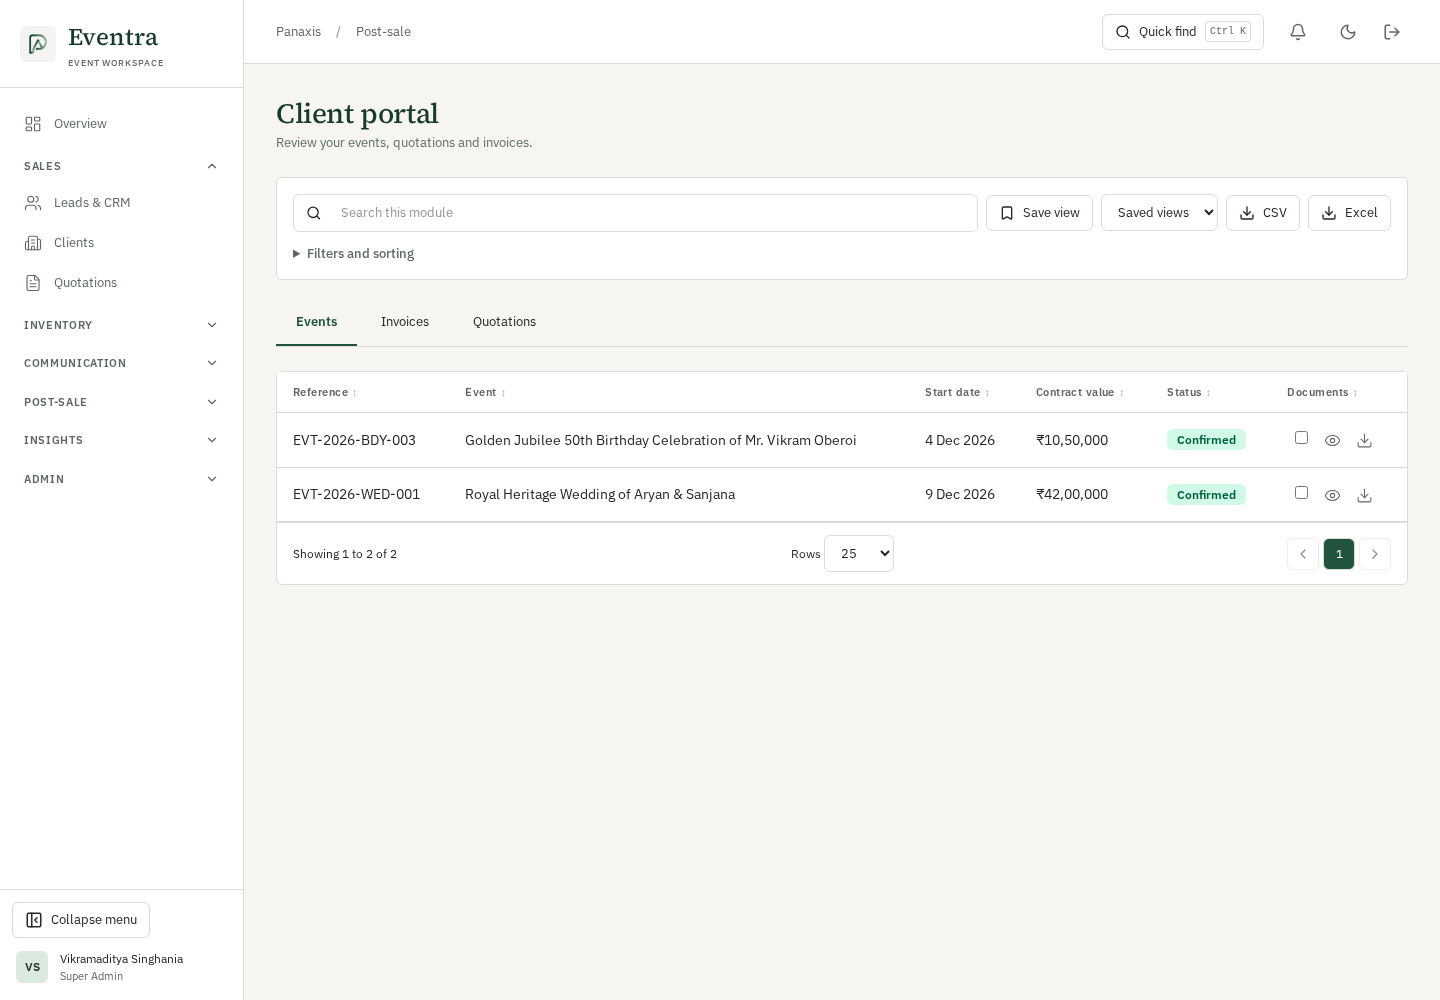 Eventra
EVENT WORKSPACE
Overview
SALES
Leads & CRM
Clients
Quotations
INVENTORY
COMMUNICATION
POST-SALE
INSIGHTS
ADMIN
Collapse menu
VS
Vikramaditya Singhania
Super Admin
Panaxis / Post-sale
Quick find Ctrl K
Client portal
Review your events, quotations and invoices.
Search this module
Save view
Saved views
CSV
Excel
Filters and sorting
Events Invoices Quotations
Reference Event Start date Contract value Status Documents
EVT-2026-BDY-003 Golden Jubilee 50th Birthday Celebration of Mr. Vikram Oberoi 4 Dec 2026 ₹10,50,000 Confirmed
EVT-2026-WED-001 Royal Heritage Wedding of Aryan & Sanjana 9 Dec 2026 ₹42,00,000 Confirmed
Showing 1 to 2 of 2 Rows 25 1